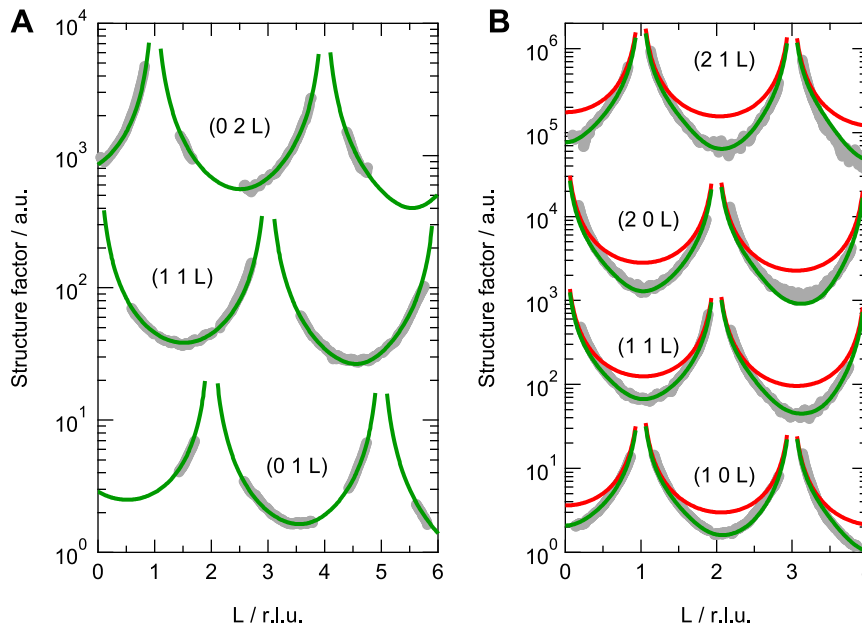 A
Structure factor / a.u.
10^4
10^3
10^2
10^1
10^0
(0 2 L)
(1 1 L)
(0 1 L)
0 1 2 3 4 5 6
L / r.l.u.
B
Structure factor / a.u.
10^6
10^5
10^4
10^3
10^2
10^1
10^0
(2 1 L)
(2 0 L)
(1 1 L)
(1 0 L)
0 1 2 3
L / r.l.u.